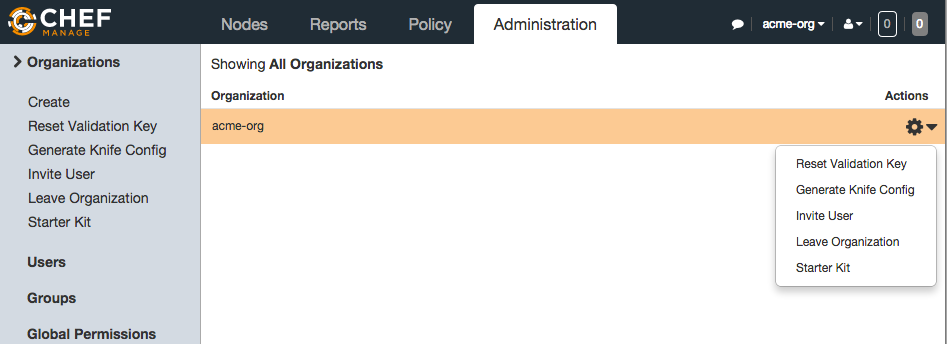 CHEF
MANAGE
Nodes Reports Policy Administration acme-org 0 0
Organizations
Create
Reset Validation Key
Generate Knife Config
Invite User
Leave Organization
Starter Kit
Users
Groups
Global Permissions
Showing All Organizations
Organization Actions
acme-org
Reset Validation Key
Generate Knife Config
Invite User
Leave Organization
Starter Kit